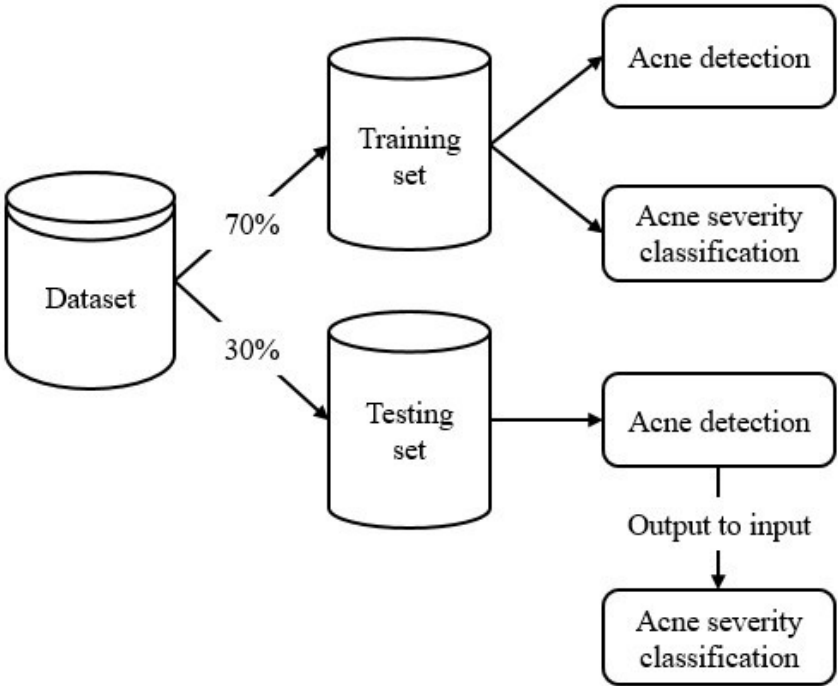 Acne detection
Training
set
Acne severity
classification
70%
Dataset
30%
Testing
set
Acne detection
Output to input
Acne severity
classification